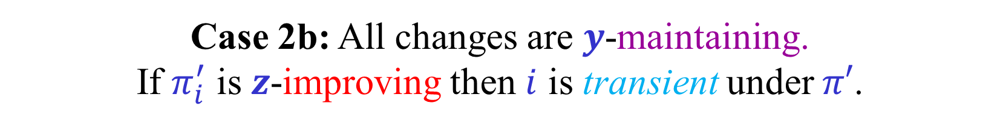 Case 2b: All changes are y-maintaining.
If π′ᵢ is z-improving then i is transient under π′.